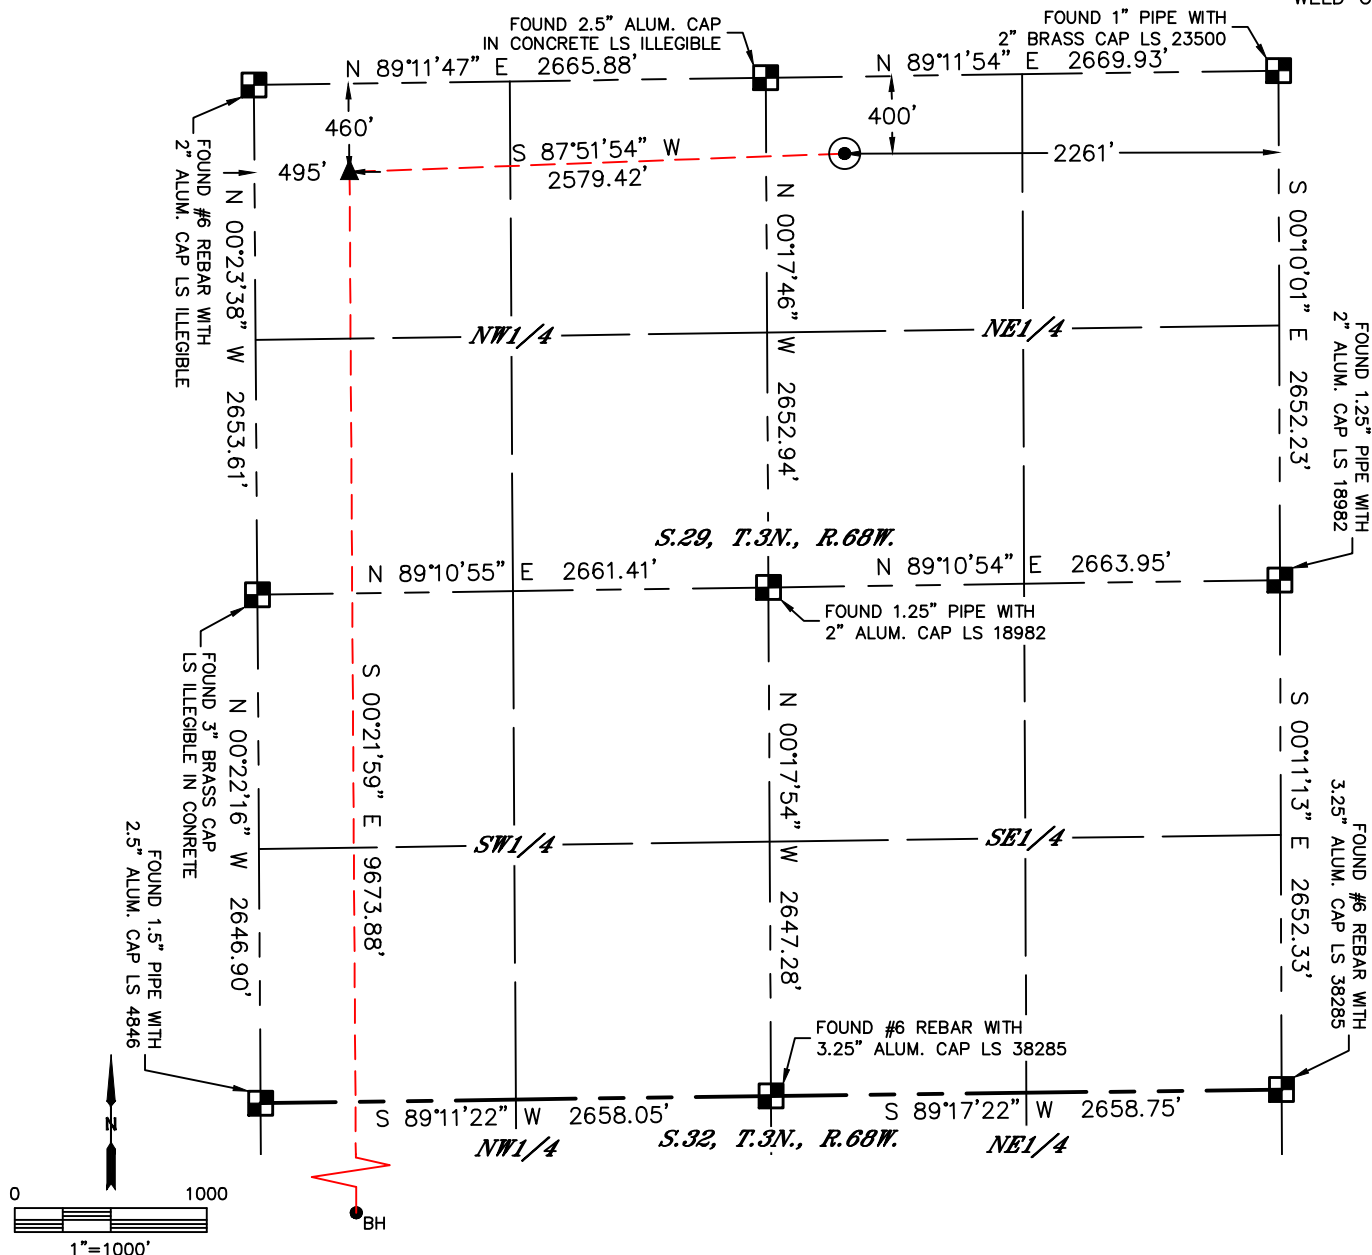 WELD C
FOUND 2.5" ALUM. CAP
IN CONCRETE LS ILLEGIBLE
FOUND 1" PIPE WITH
2" BRASS CAP LS 23500
N 89°11'47" E 2665.88'
N 89°11'54" E 2669.93'
460'
400'
S 87°51'54" W
2579.42'
2261'
495'
FOUND #6 REBAR WITH
2" ALUM. CAP LS ILLEGIBLE
N 00°23'38" W 2653.61'
N 00°17'46" W 2652.94'
S 00°10'01" E 2652.23'
FOUND 1.25" PIPE WITH
2" ALUM. CAP LS 18982
NW1/4
NE1/4
S.29, T.3N., R.68W.
N 89°10'55" E 2661.41'
N 89°10'54" E 2663.95'
FOUND 1.25" PIPE WITH
2" ALUM. CAP LS 18982
FOUND 3" BRASS CAP
LS ILLEGIBLE IN CONRETE
N 00°22'16" W 2646.90'
S 00°21'59" E 9673.88'
N 00°17'54" W 2647.28'
S 00°11'13" E 2652.33'
FOUND #6 REBAR WITH
3.25" ALUM. CAP LS 38285
SW1/4
SE1/4
FOUND 1.5" PIPE WITH
2.5" ALUM. CAP LS 4846
FOUND #6 REBAR WITH
3.25" ALUM. CAP LS 38285
S 89°11'22" W 2658.05'
S 89°17'22" W 2658.75'
S.32, T.3N., R.68W.
NW1/4
NE1/4
N
0 1000
1"=1000'
BH